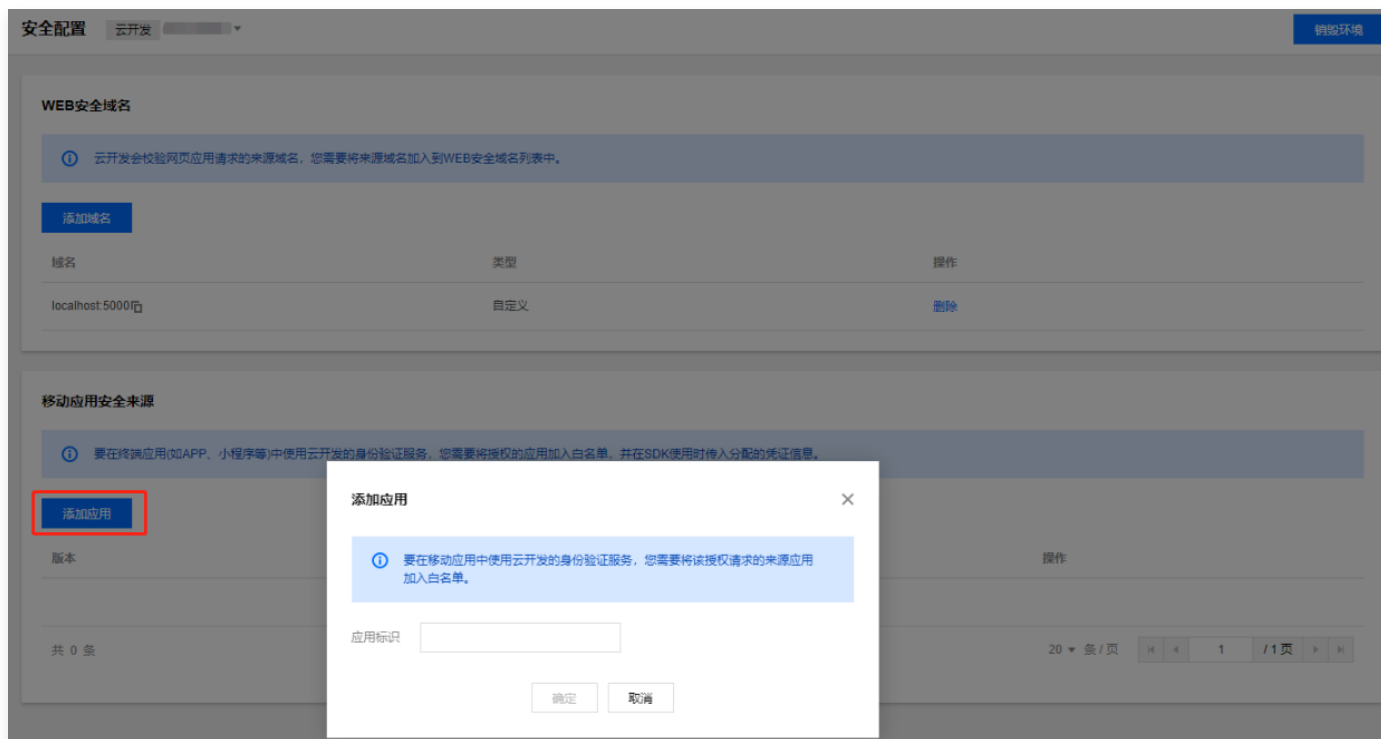 安全配置 云开发
销毁环境
WEB安全域名
云开发会校验网页应用请求的来源域名，您需要将来源域名加入到WEB安全域名列表中。
添加域名
域名 类型 操作
localhost:5000 自定义 删除
移动应用安全来源
要在终端应用(如APP、小程序等)中使用云开发的身份验证服务，您需要将授权的应用加入白名单，并在SDK使用时传入分配的凭证信息。
添加应用
版本 操作
共 0 条
20 条/页 1 /1页
添加应用
要在移动应用中使用云开发的身份验证服务，您需要将该授权请求的来源应用
加入白名单。
应用标识
确定 取消